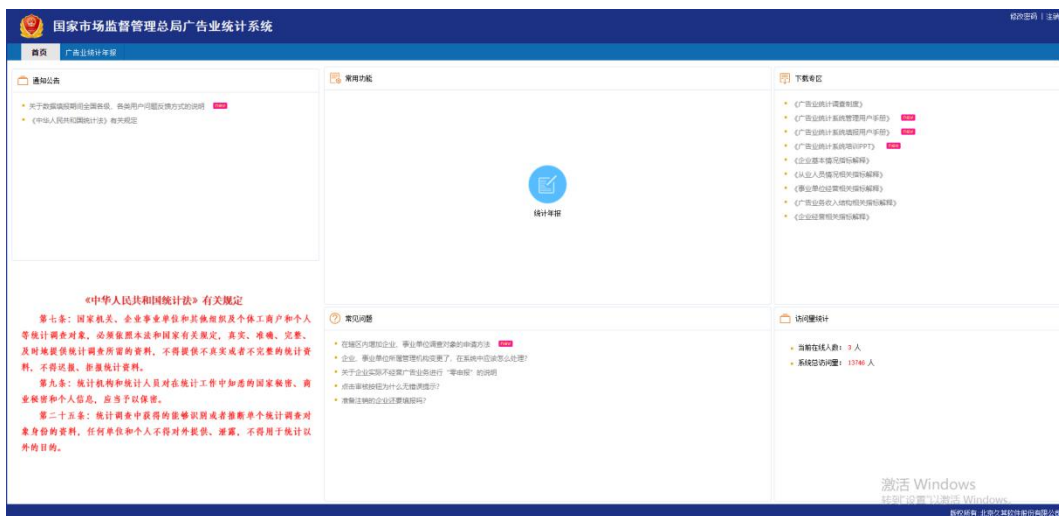 国家市场监督管理总局广告业统计系统
修改密码 | 注销
首页 广告业统计年报
通知公告
关于数据填报期间全国各级、各类用户问题反馈方式的说明
《中华人民共和国统计法》有关规定
《中华人民共和国统计法》有关规定
第七条：国家机关、企业事业单位和其他组织及个体工商户和个人
等统计调查对象，必须依照本法和国家有关规定，真实、准确、完整、
及时地提供统计调查所需的资料，不得提供不真实或者不完整的统计资
料，不得迟报、拒报统计资料。
第九条：统计机构和统计人员对在统计工作中知悉的国家秘密、商
业秘密和个人信息，应当予以保密。
第二十五条：统计调查中获得的能够识别或者推断单个统计调查对
象身份的资料，任何单位和个人不得对外提供、泄露，不得用于统计以
外的目的。
常用功能
统计年报
常见问题
在辖区内增加企业、事业单位调查对象的申请方法
企业、事业单位所属管理机构变更了，在系统中应该怎么处理?
关于企业实际不经营广告业务进行“零申报”的说明
点击审核按钮为什么无错误提示?
准备注销的企业还要填报吗?
下载专区
《广告业统计调查制度》
《广告业统计系统管理用户手册》
《广告业统计系统填报用户手册》
《广告业统计系统培训PPT》
《企业基本情况指标解释》
《从业人员情况相关指标解释》
《事业单位经营相关指标解释》
《广告业务收入结构相关指标解释》
《企业经营相关指标解释》
访问量统计
当前在线人数： 3 人
系统总访问量： 13746 人
激活 Windows
转到“设置”以激活 Windows。
版权所有 北京久其软件股份有限公司